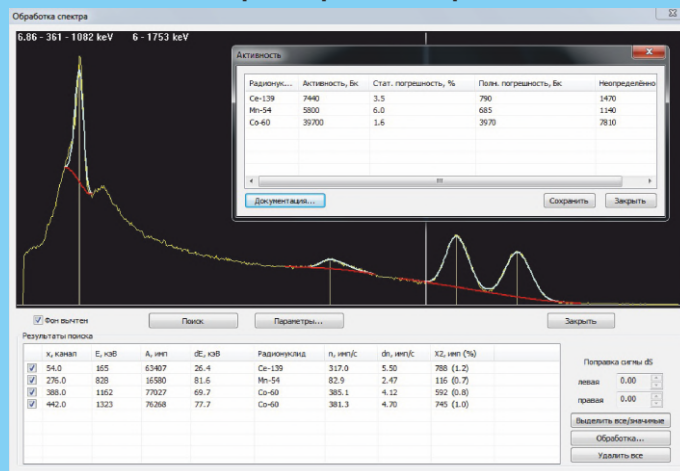 Обработка спектра
6.86 - 361 - 1082 keV 6 - 1753 keV
Активность
Радионук... Активность, Бк Стат. погрешность, % Полн. погрешность, Бк Неопределённо
Ce-139 7440 3.5 790 1470
Mn-54 5800 6.0 685 1140
Co-60 39700 1.6 3970 7810
Документация... Сохранить Закрыть
Фон вычтен Поиск Параметры... Закрыть
Результаты поиска
x, канал E, кэВ A, имп dE, кэВ Радионуклид n, имп/с dn, имп/с X2, имп (%)
54.0 165 63407 26.4 Ce-139 317.0 5.50 788 (1.2)
276.0 828 16580 81.6 Mn-54 82.9 2.47 116 (0.7)
388.0 1162 77027 69.7 Co-60 385.1 4.12 592 (0.8)
442.0 1323 76268 77.7 Co-60 381.3 4.70 745 (1.0)
Поправка сигмы dS
левая 0.00
правая 0.00
Выделить все/значимые
Обработка...
Удалить все